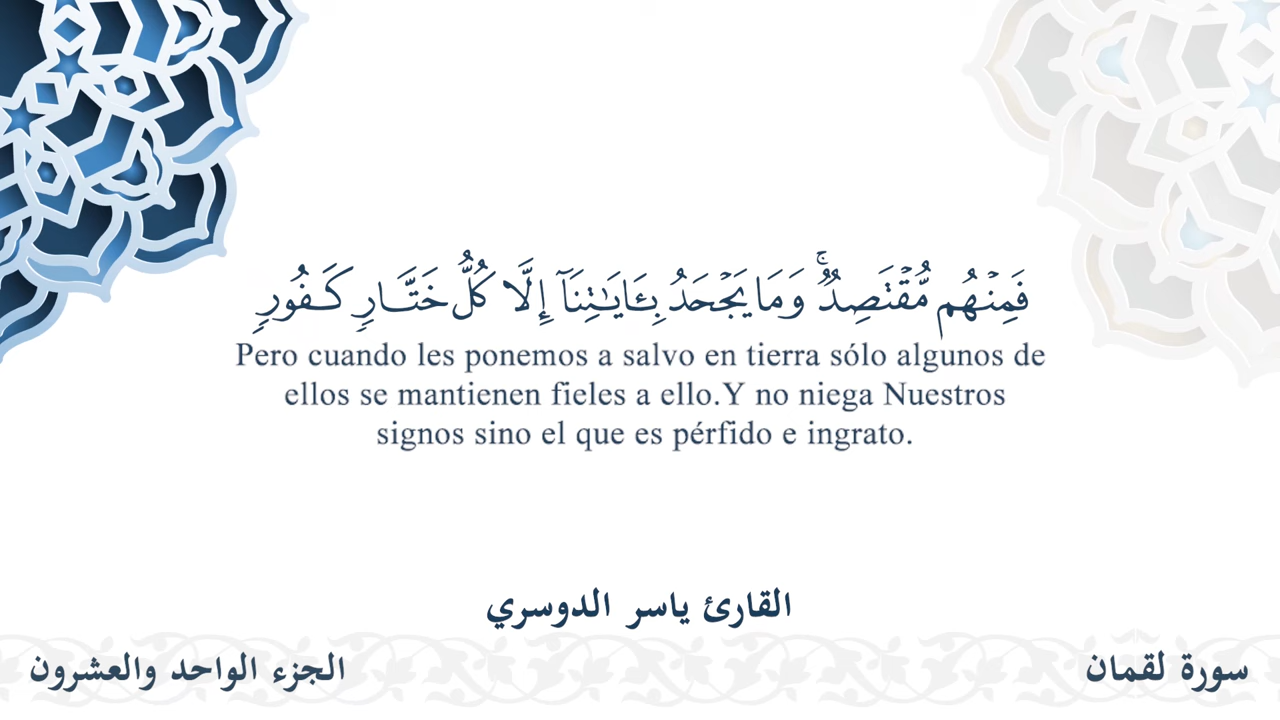 فَمِنْهُم مُّقْتَصِدٌ ۚ وَمَا يَجْحَدُ بِـَٔايَـٰتِنَآ إِلَّا كُلُّ خَتَّارٍ كَفُورٍ
Pero cuando les ponemos a salvo en tierra sólo algunos de
ellos se mantienen fieles a ello.Y no niega Nuestros
signos sino el que es pérfido e ingrato.
القارئ ياسر الدوسري
سورة لقمان
الجزء الواحد والعشرون